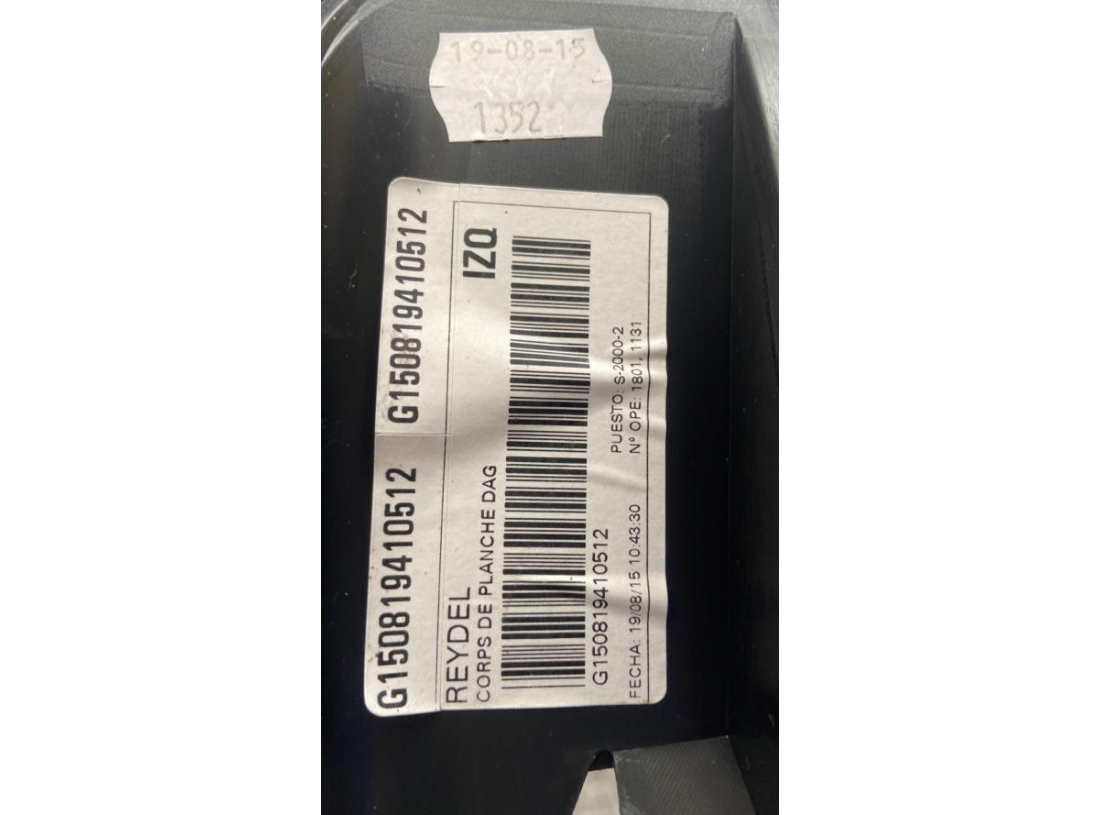 19-08-15
1352
G150819410512 G150819410512
REYDEL IZQ
CORPS DE PLANCHE DAG
G150819410512
PUESTO: S-2000-2
FECHA: 19/08/15 10:43:30 Nº OPE: 1801, 1131